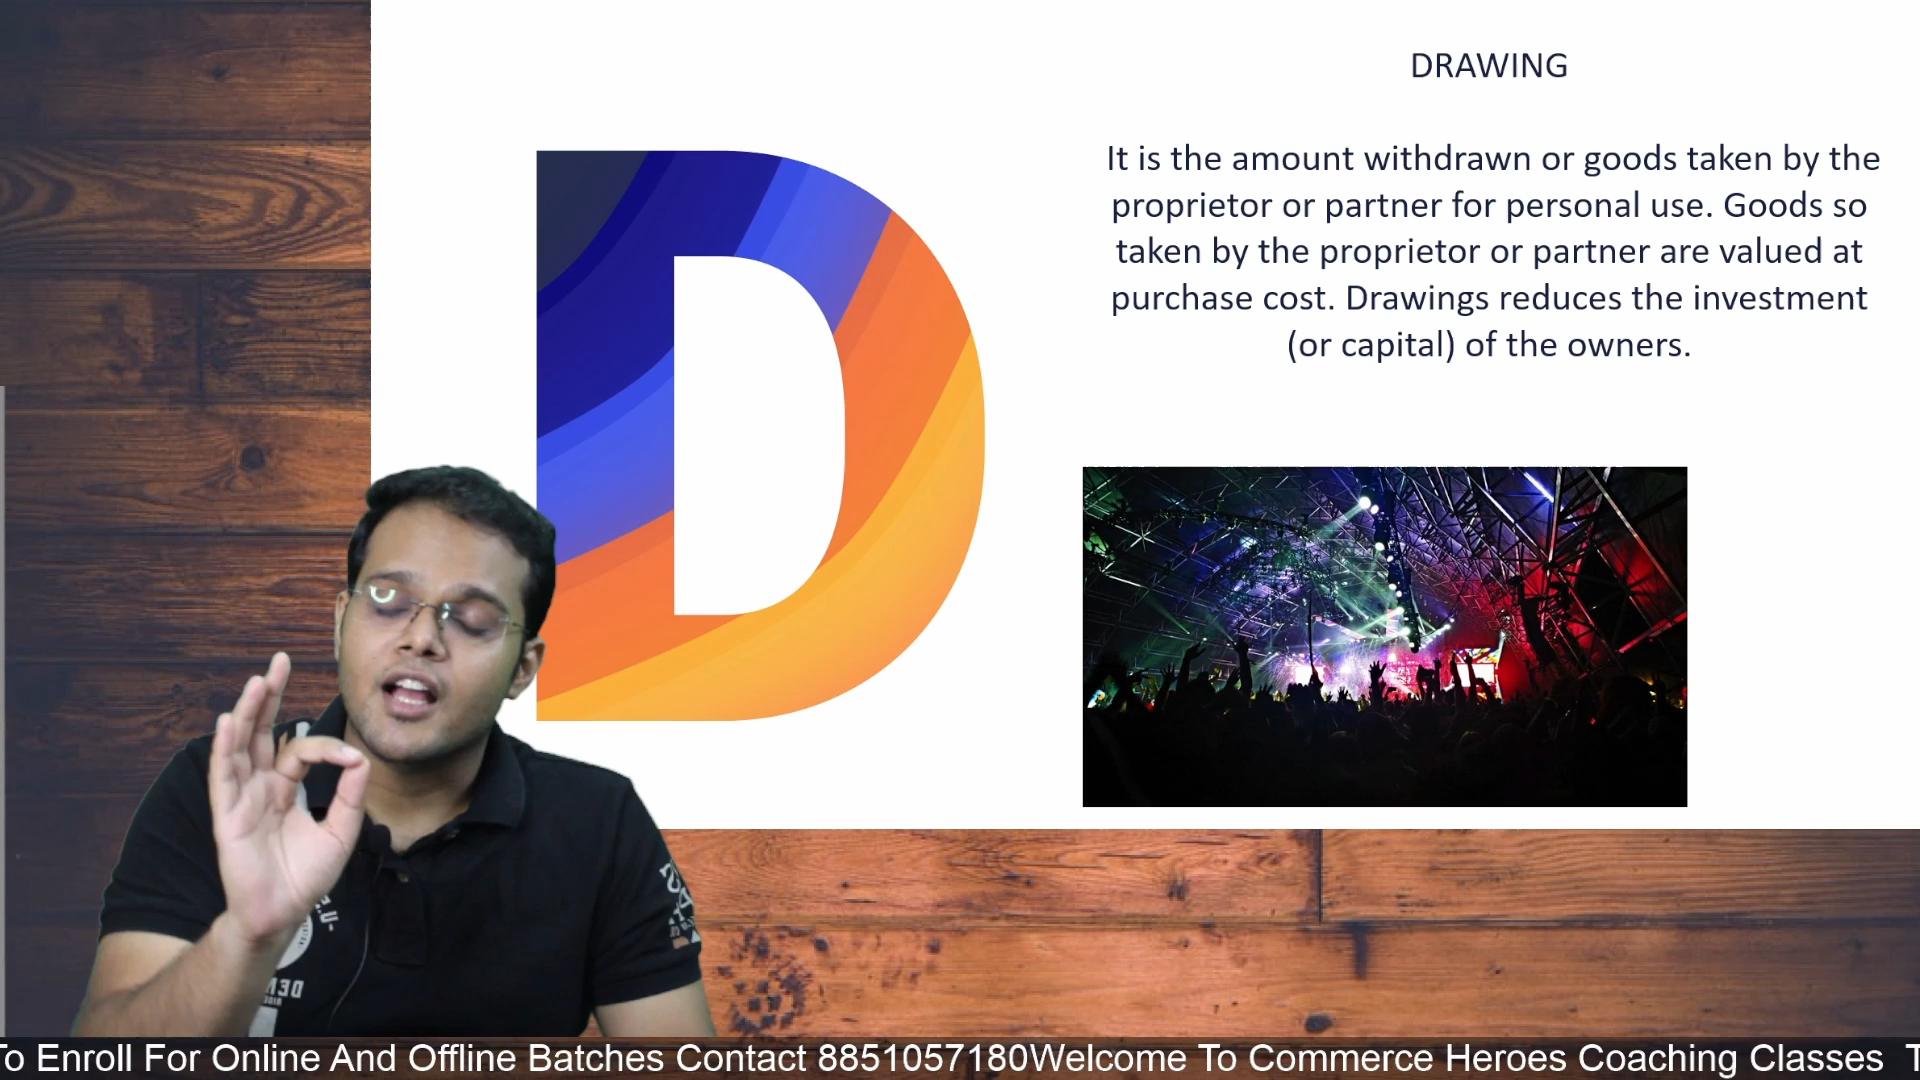 DRAWING
It is the amount withdrawn or goods taken by the
proprietor or partner for personal use. Goods so
taken by the proprietor or partner are valued at
purchase cost. Drawings reduces the investment
(or capital) of the owners.
D
To Enroll For Online And Offline Batches Contact 8851057180Welcome To Commerce Heroes Coaching Classes T